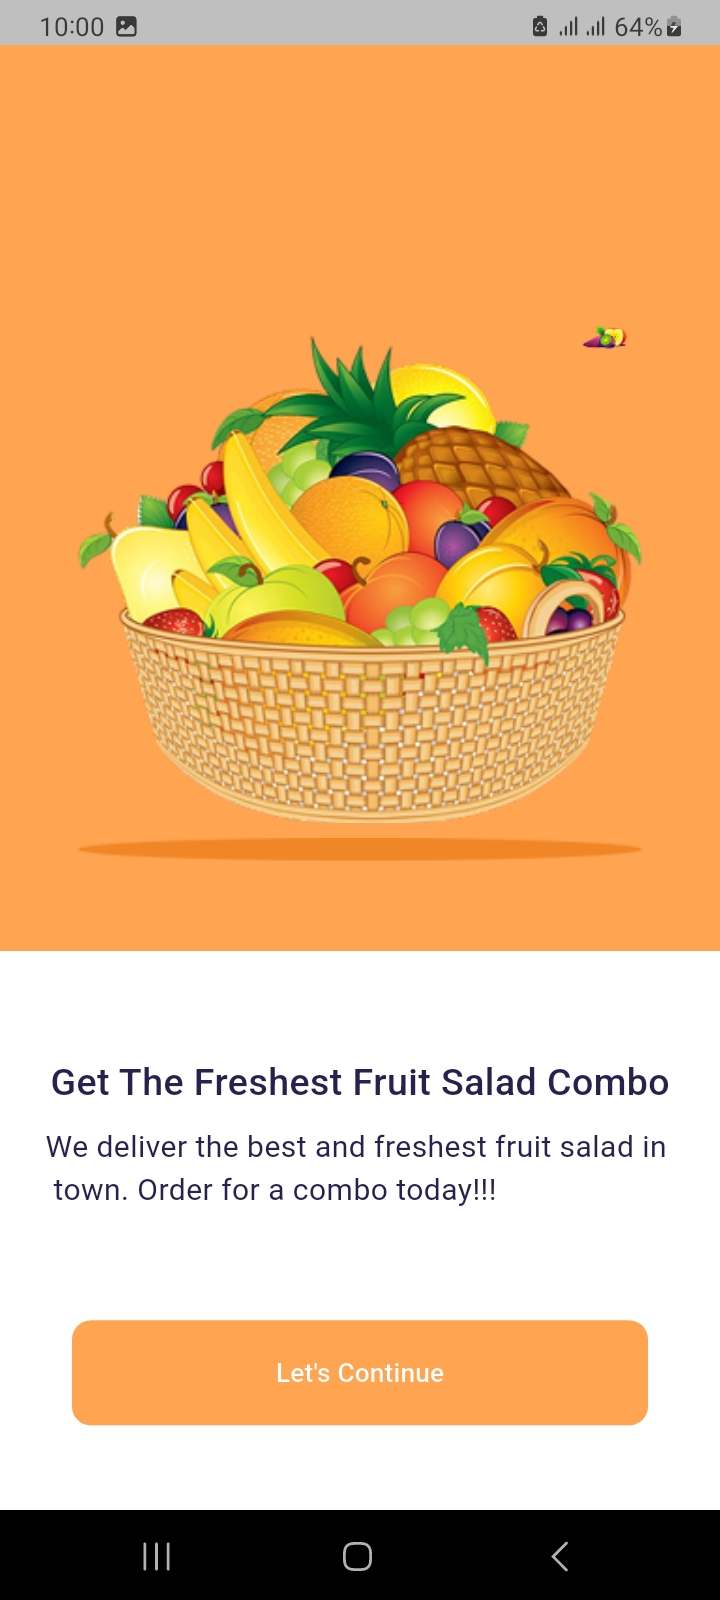 10:00 64%
Get The Freshest Fruit Salad Combo
We deliver the best and freshest fruit salad in
town. Order for a combo today!!!
Let's Continue